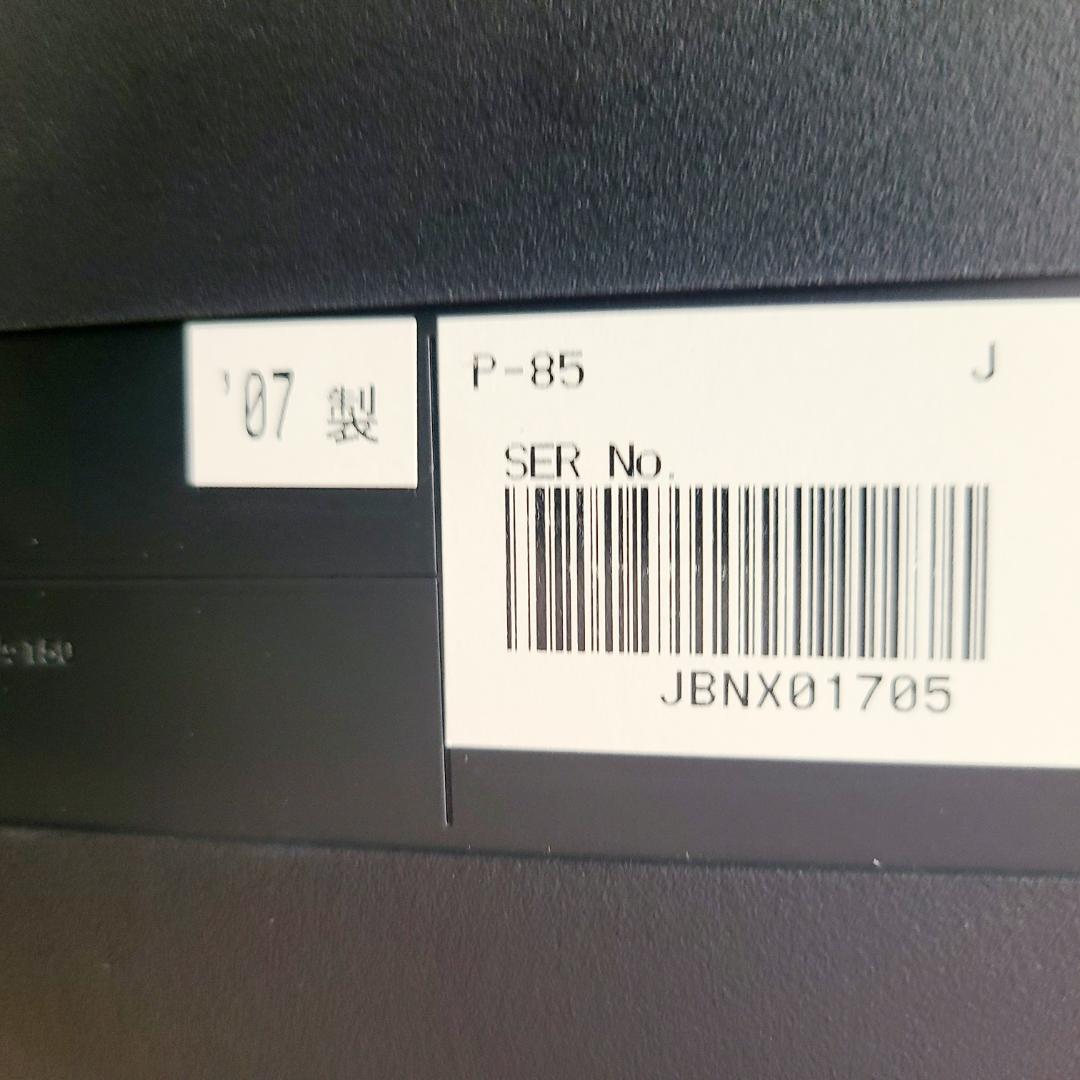 '07 製
P-85 J
SER No.
JBNX01705